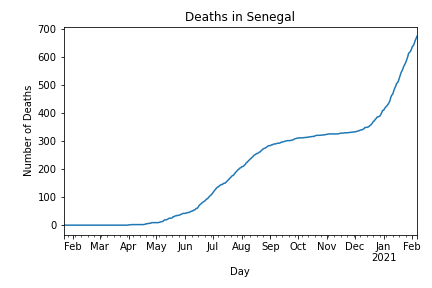 Deaths in Senegal
700
600
500
400
300
200
100
0
Number of Deaths
Feb Mar Apr May Jun Jul Aug Sep Oct Nov Dec Jan Feb
2021
Day